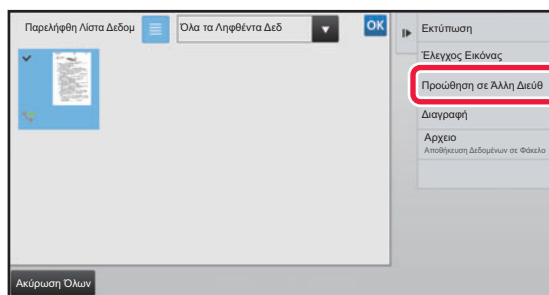 Παρελήφθη Λίστα Δεδομ
Όλα τα Ληφθέντα Δεδ
OK
Εκτύπωση
Έλεγχος Εικόνας
Προώθηση σε Άλλη Διεύθ
Διαγραφή
Αρχειο
Αποθήκευση Δεδομένων σε Φάκελο
Ακύρωση Όλων